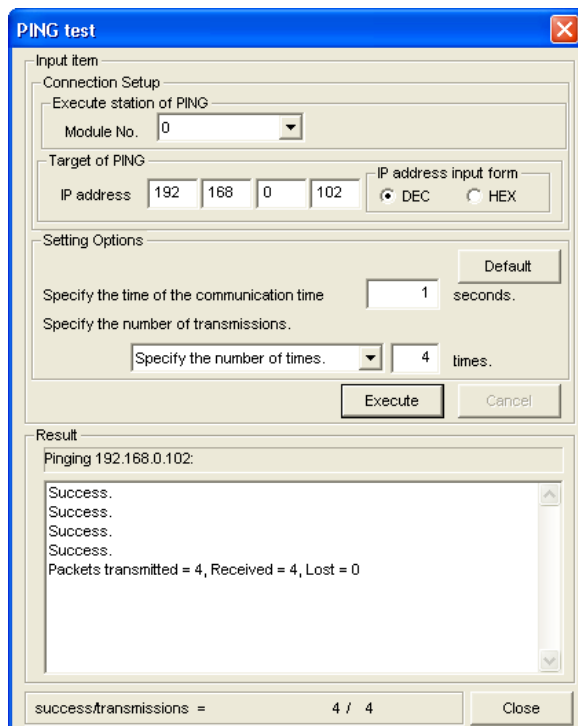 PING test
Input item
Connection Setup
Execute station of PING
Module No. 0
Target of PING
IP address input form
IP address 192 168 0 102 DEC HEX
Setting Options
Default
Specify the time of the communication time 1 seconds.
Specify the number of transmissions.
Specify the number of times. 4 times.
Execute Cancel
Result
Pinging 192.168.0.102:
Success.
Success.
Success.
Success.
Packets transmitted = 4, Received = 4, Lost = 0
success/transmissions = 4 / 4 Close